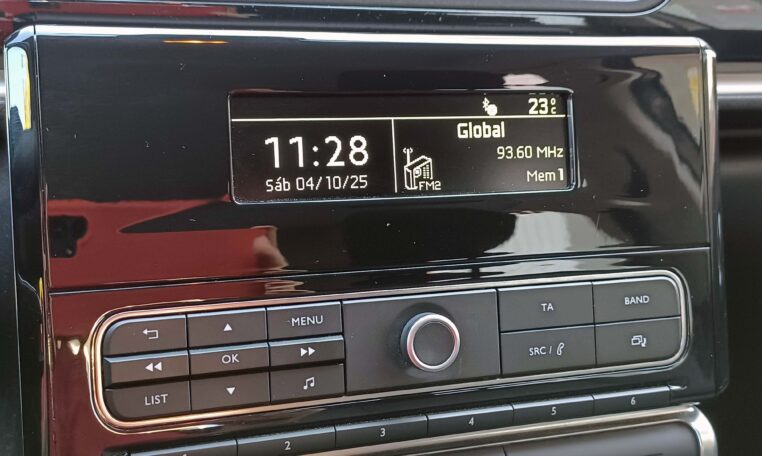 23°C
11:28
Sáb 04/10/25
Global
93.60 MHz
FM2
Mem 1
MENU
OK
LIST
TA
BAND
SRC /
1 2 3 4 5 6